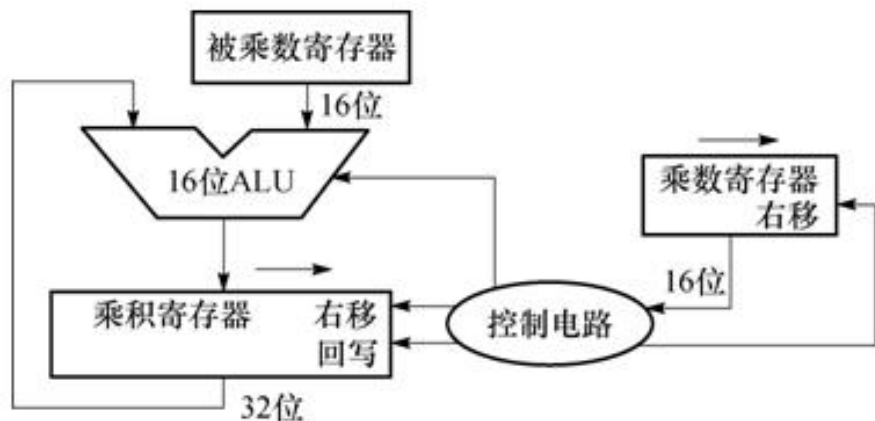 被乘数寄存器
16位
16位ALU
乘数寄存器
右移
16位
乘积寄存器 右移
回写
控制电路
32位